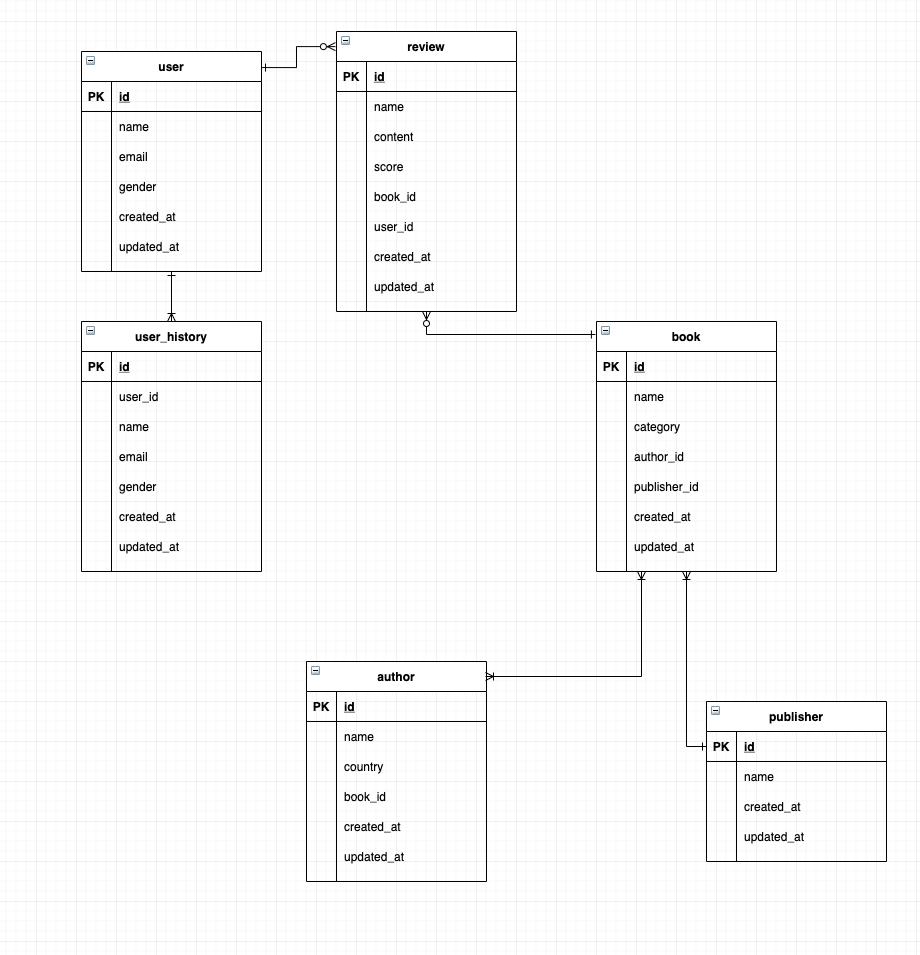 user
PK id
name
email
gender
created_at
updated_at
review
PK id
name
content
score
book_id
user_id
created_at
updated_at
user_history
PK id
user_id
name
email
gender
created_at
updated_at
book
PK id
name
category
author_id
publisher_id
created_at
updated_at
author
PK id
name
country
book_id
created_at
updated_at
publisher
PK id
name
created_at
updated_at